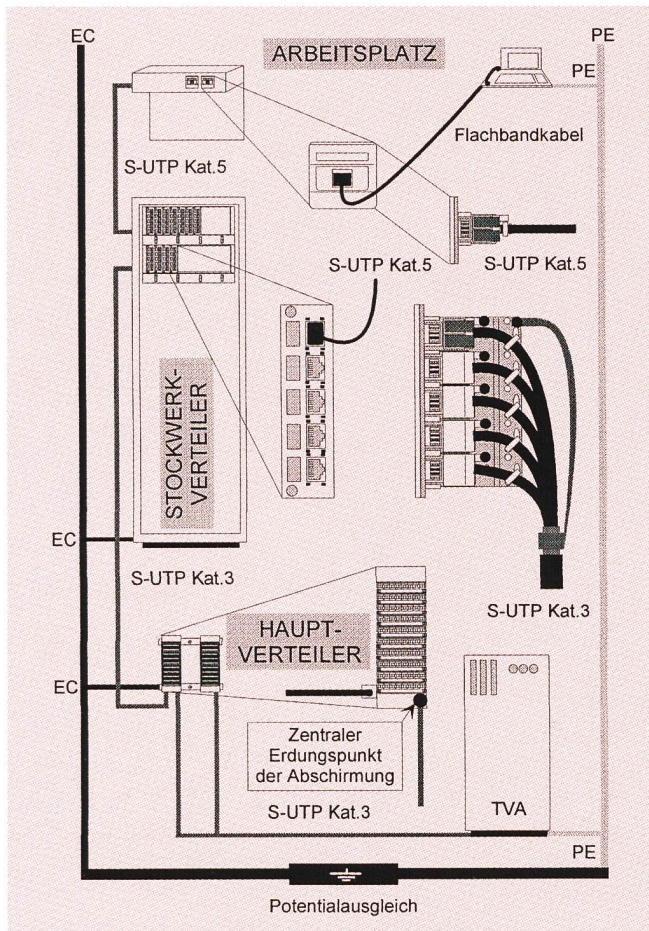 EC
PE
ARBEITSPLATZ
PE
Flachbandkabel
S-UTP Kat.5
S-UTP Kat.5
S-UTP Kat.5
STOCKWERK-
VERTEILER
EC
S-UTP Kat.3
S-UTP Kat.3
HAUPT-
VERTEILER
EC
Zentraler
Erdungspunkt
der Abschirmung
S-UTP Kat.3
TVA
PE
Potentialausgleich